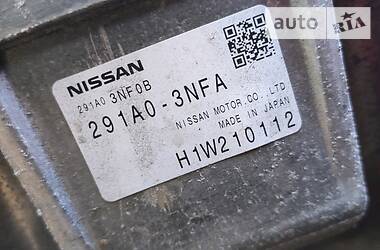 auto RIA
NISSAN
291A0 3NF0B
291A0-3NFA
NISSAN MOTOR CO., LTD
MADE IN JAPAN
H1W210112